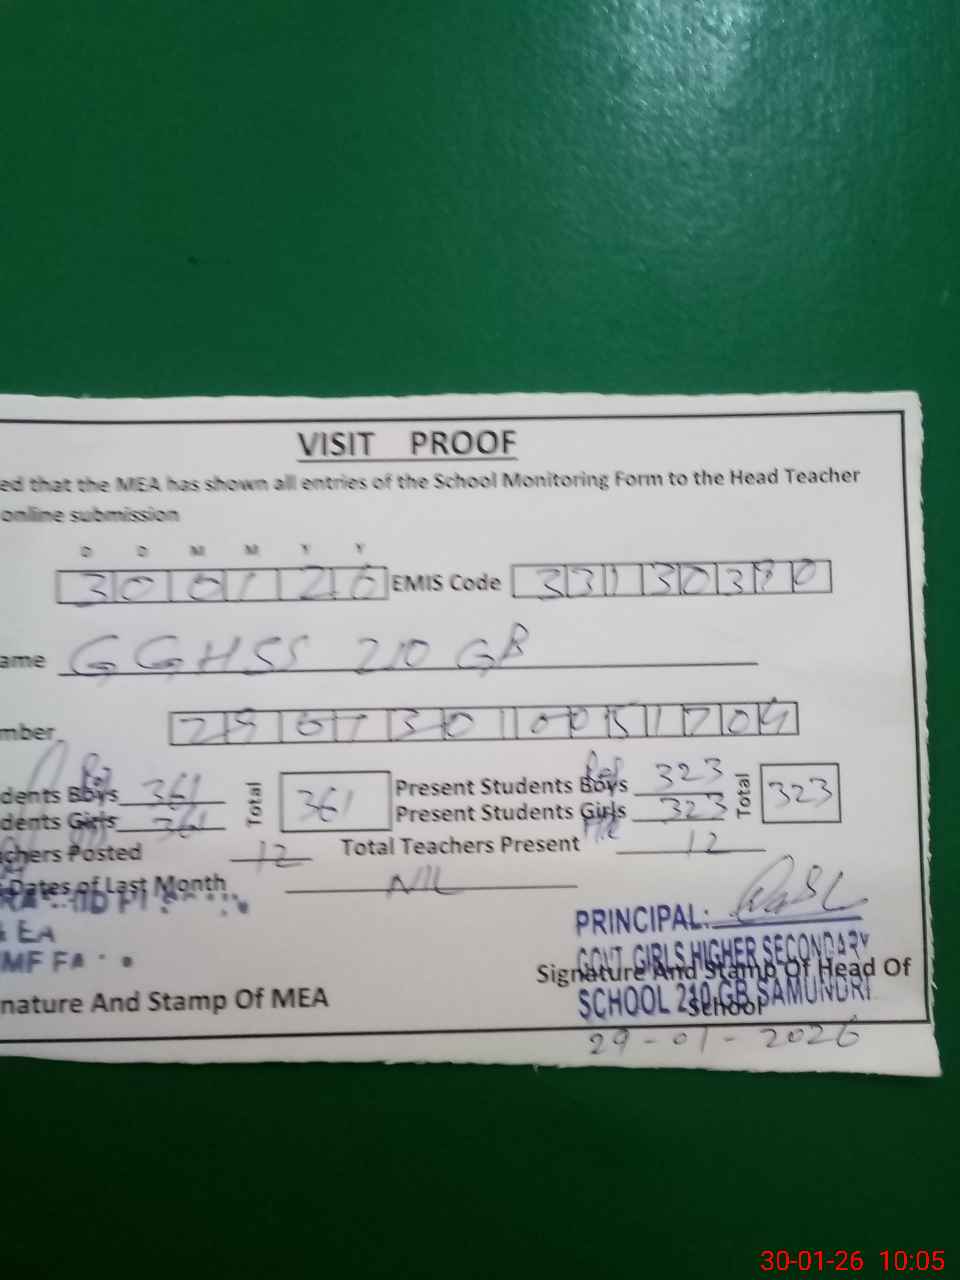 VISIT PROOF
ed that the MEA has shown all entries of the School Monitoring Form to the Head Teacher
online submission
D D M M Y Y
300126 EMIS Code 33130390
ame GGHSS 210 GB
mber
dents Boys 361 Total 361 Present Students Boys 323 Total 323
dents Girls 361 Present Students Girls 323
chers Posted 12 Total Teachers Present 12
Dates of Last Month NIL
PRINCIPAL:
EA
GOVT GIRLS HIGHER SECONDARY
Signature And Stamp Of Head Of
School
SCHOOL 210 GB SAMUNDRI
nature And Stamp Of MEA
29-01-2026
30-01-26 10:05